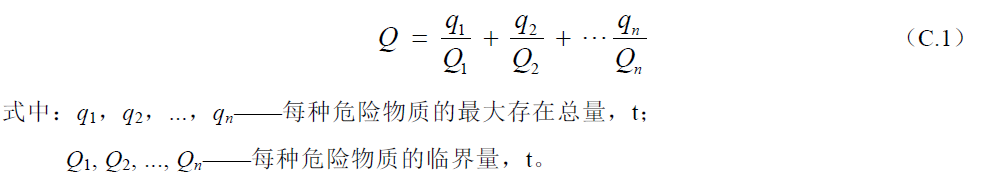 Q = q1/Q1 + q2/Q2 + ⋯ qn/Qn （C.1）
式中：q1，q2，...，qn——每种危险物质的最大存在总量，t；
Q1, Q2, ..., Qn——每种危险物质的临界量，t。